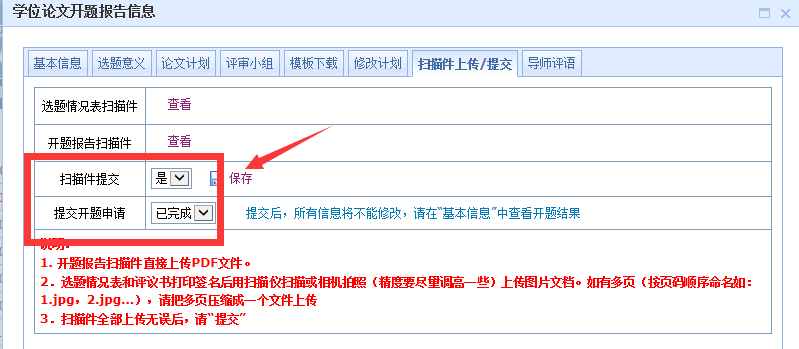 学位论文开题报告信息
基本信息 选题意义 论文计划 评审小组 模板下载 修改计划 扫描件上传/提交 导师评语
选题情况表扫描件 查看
开题报告扫描件 查看
扫描件提交 是 保存
提交开题申请 已完成 提交后，所有信息将不能修改，请在“基本信息”中查看开题结果
说明:
1. 开题报告扫描件直接上传PDF文件。
2. 选题情况表和评议书打印签名后用扫描仪扫描或相机拍照（精度要尽量调高一些）上传图片文档。如有多页（按页码顺序命名如：
1.jpg，2.jpg...），请把多页压缩成一个文件上传
3. 扫描件全部上传无误后，请“提交”